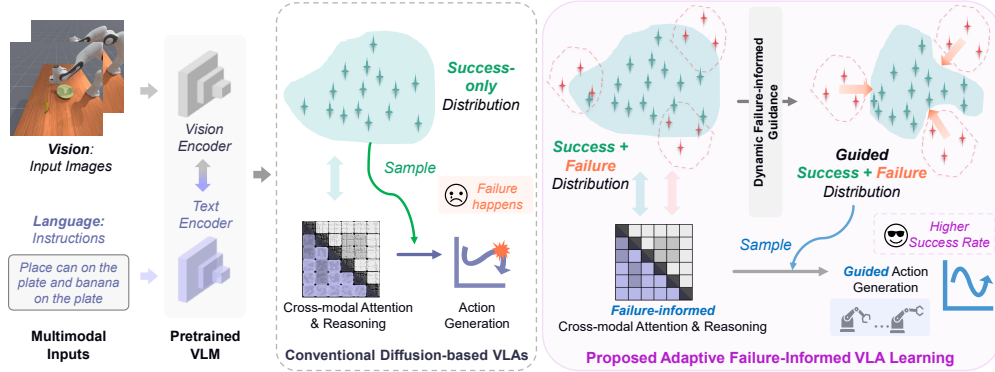 Vision:
Input Images
Language:
Instructions
Place can on the
plate and banana
on the plate
Multimodal
Inputs
Vision
Encoder
Text
Encoder
Pretrained
VLM
Success-
only
Distribution
Sample
Failure
happens
Cross-modal Attention
& Reasoning
Action
Generation
Conventional Diffusion-based VLAs
Success +
Failure
Distribution
Dynamic Failure-informed
Guidance
Guided
Success + Failure
Distribution
Sample
Higher
Success Rate
Failure-informed
Cross-modal Attention & Reasoning
Guided Action
Generation
Proposed Adaptive Failure-Informed VLA Learning